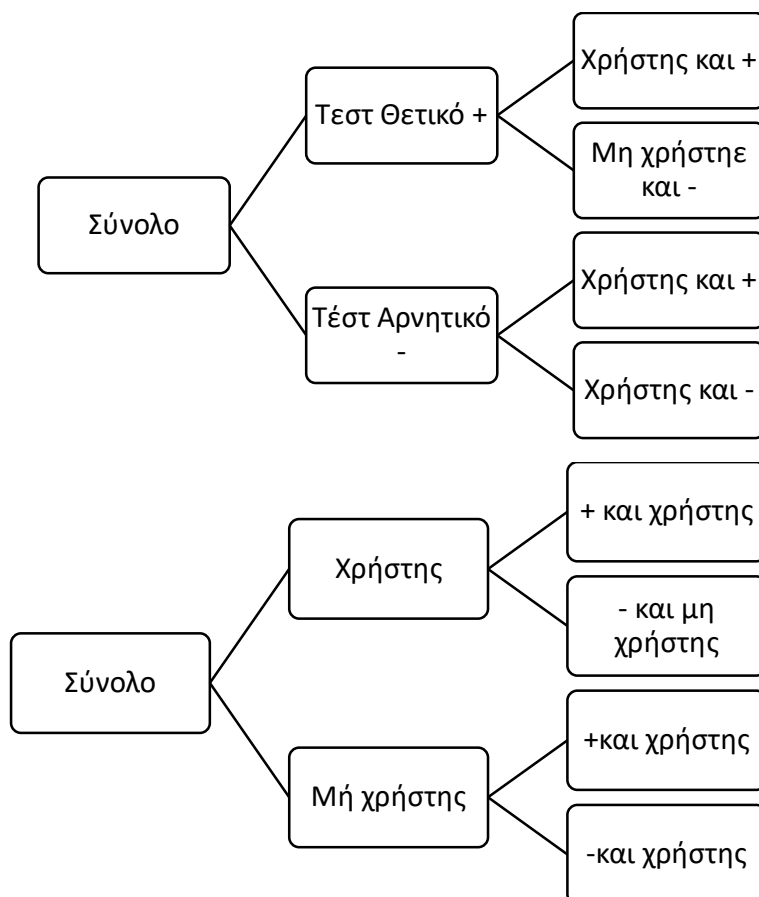 Χρήστης και +
Τεστ Θετικό +
Μη χρήστηε
και -
Σύνολο
Χρήστης και +
Τέστ Αρνητικό
-
Χρήστης και -
+ και χρήστης
Χρήστης
- και μη
χρήστης
Σύνολο
+και χρήστης
Μή χρήστης
-και χρήστης